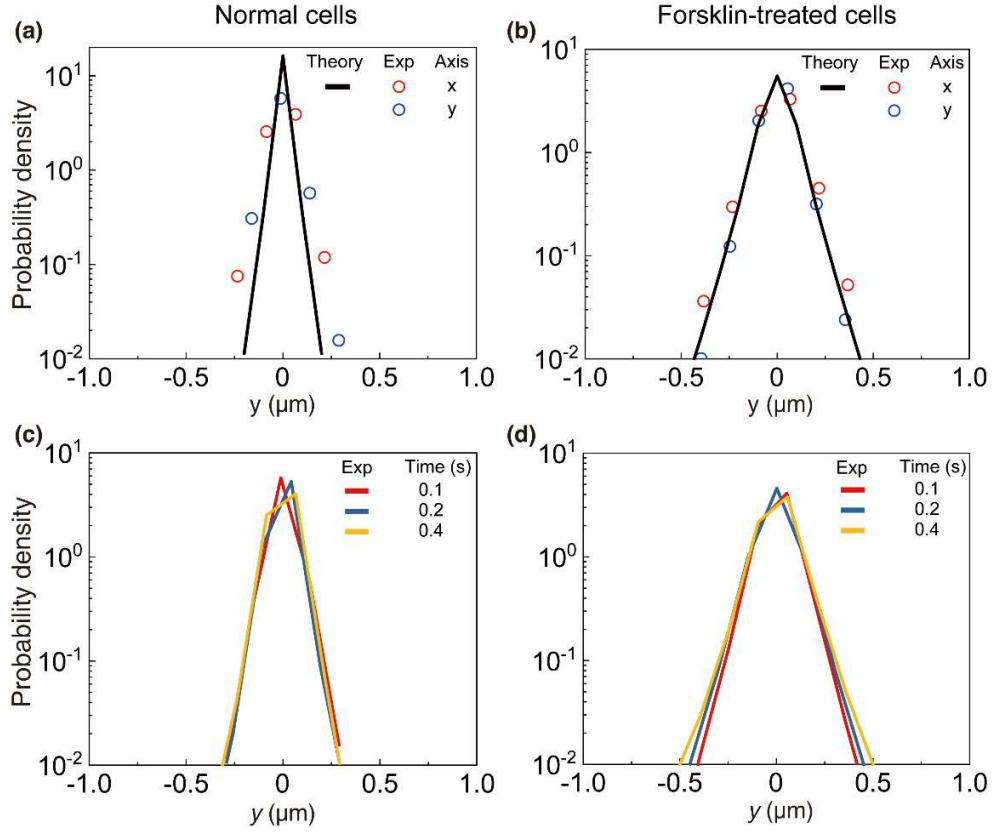 Normal cells
Forsklin-treated cells
(a)
(b)
Theory Exp Axis
x
y
Theory Exp Axis
x
y
Probability density
10^1
10^0
10^-1
10^-2
-1.0 -0.5 0 0.5 1.0
y (μm)
10^1
10^0
10^-1
10^-2
-1.0 -0.5 0 0.5 1.0
y (μm)
(c)
(d)
Exp Time (s)
0.1
0.2
0.4
Exp Time (s)
0.1
0.2
0.4
Probability density
10^1
10^0
10^-1
10^-2
-1.0 -0.5 0 0.5 1.0
y (μm)
10^1
10^0
10^-1
10^-2
-1.0 -0.5 0 0.5 1.0
y (μm)